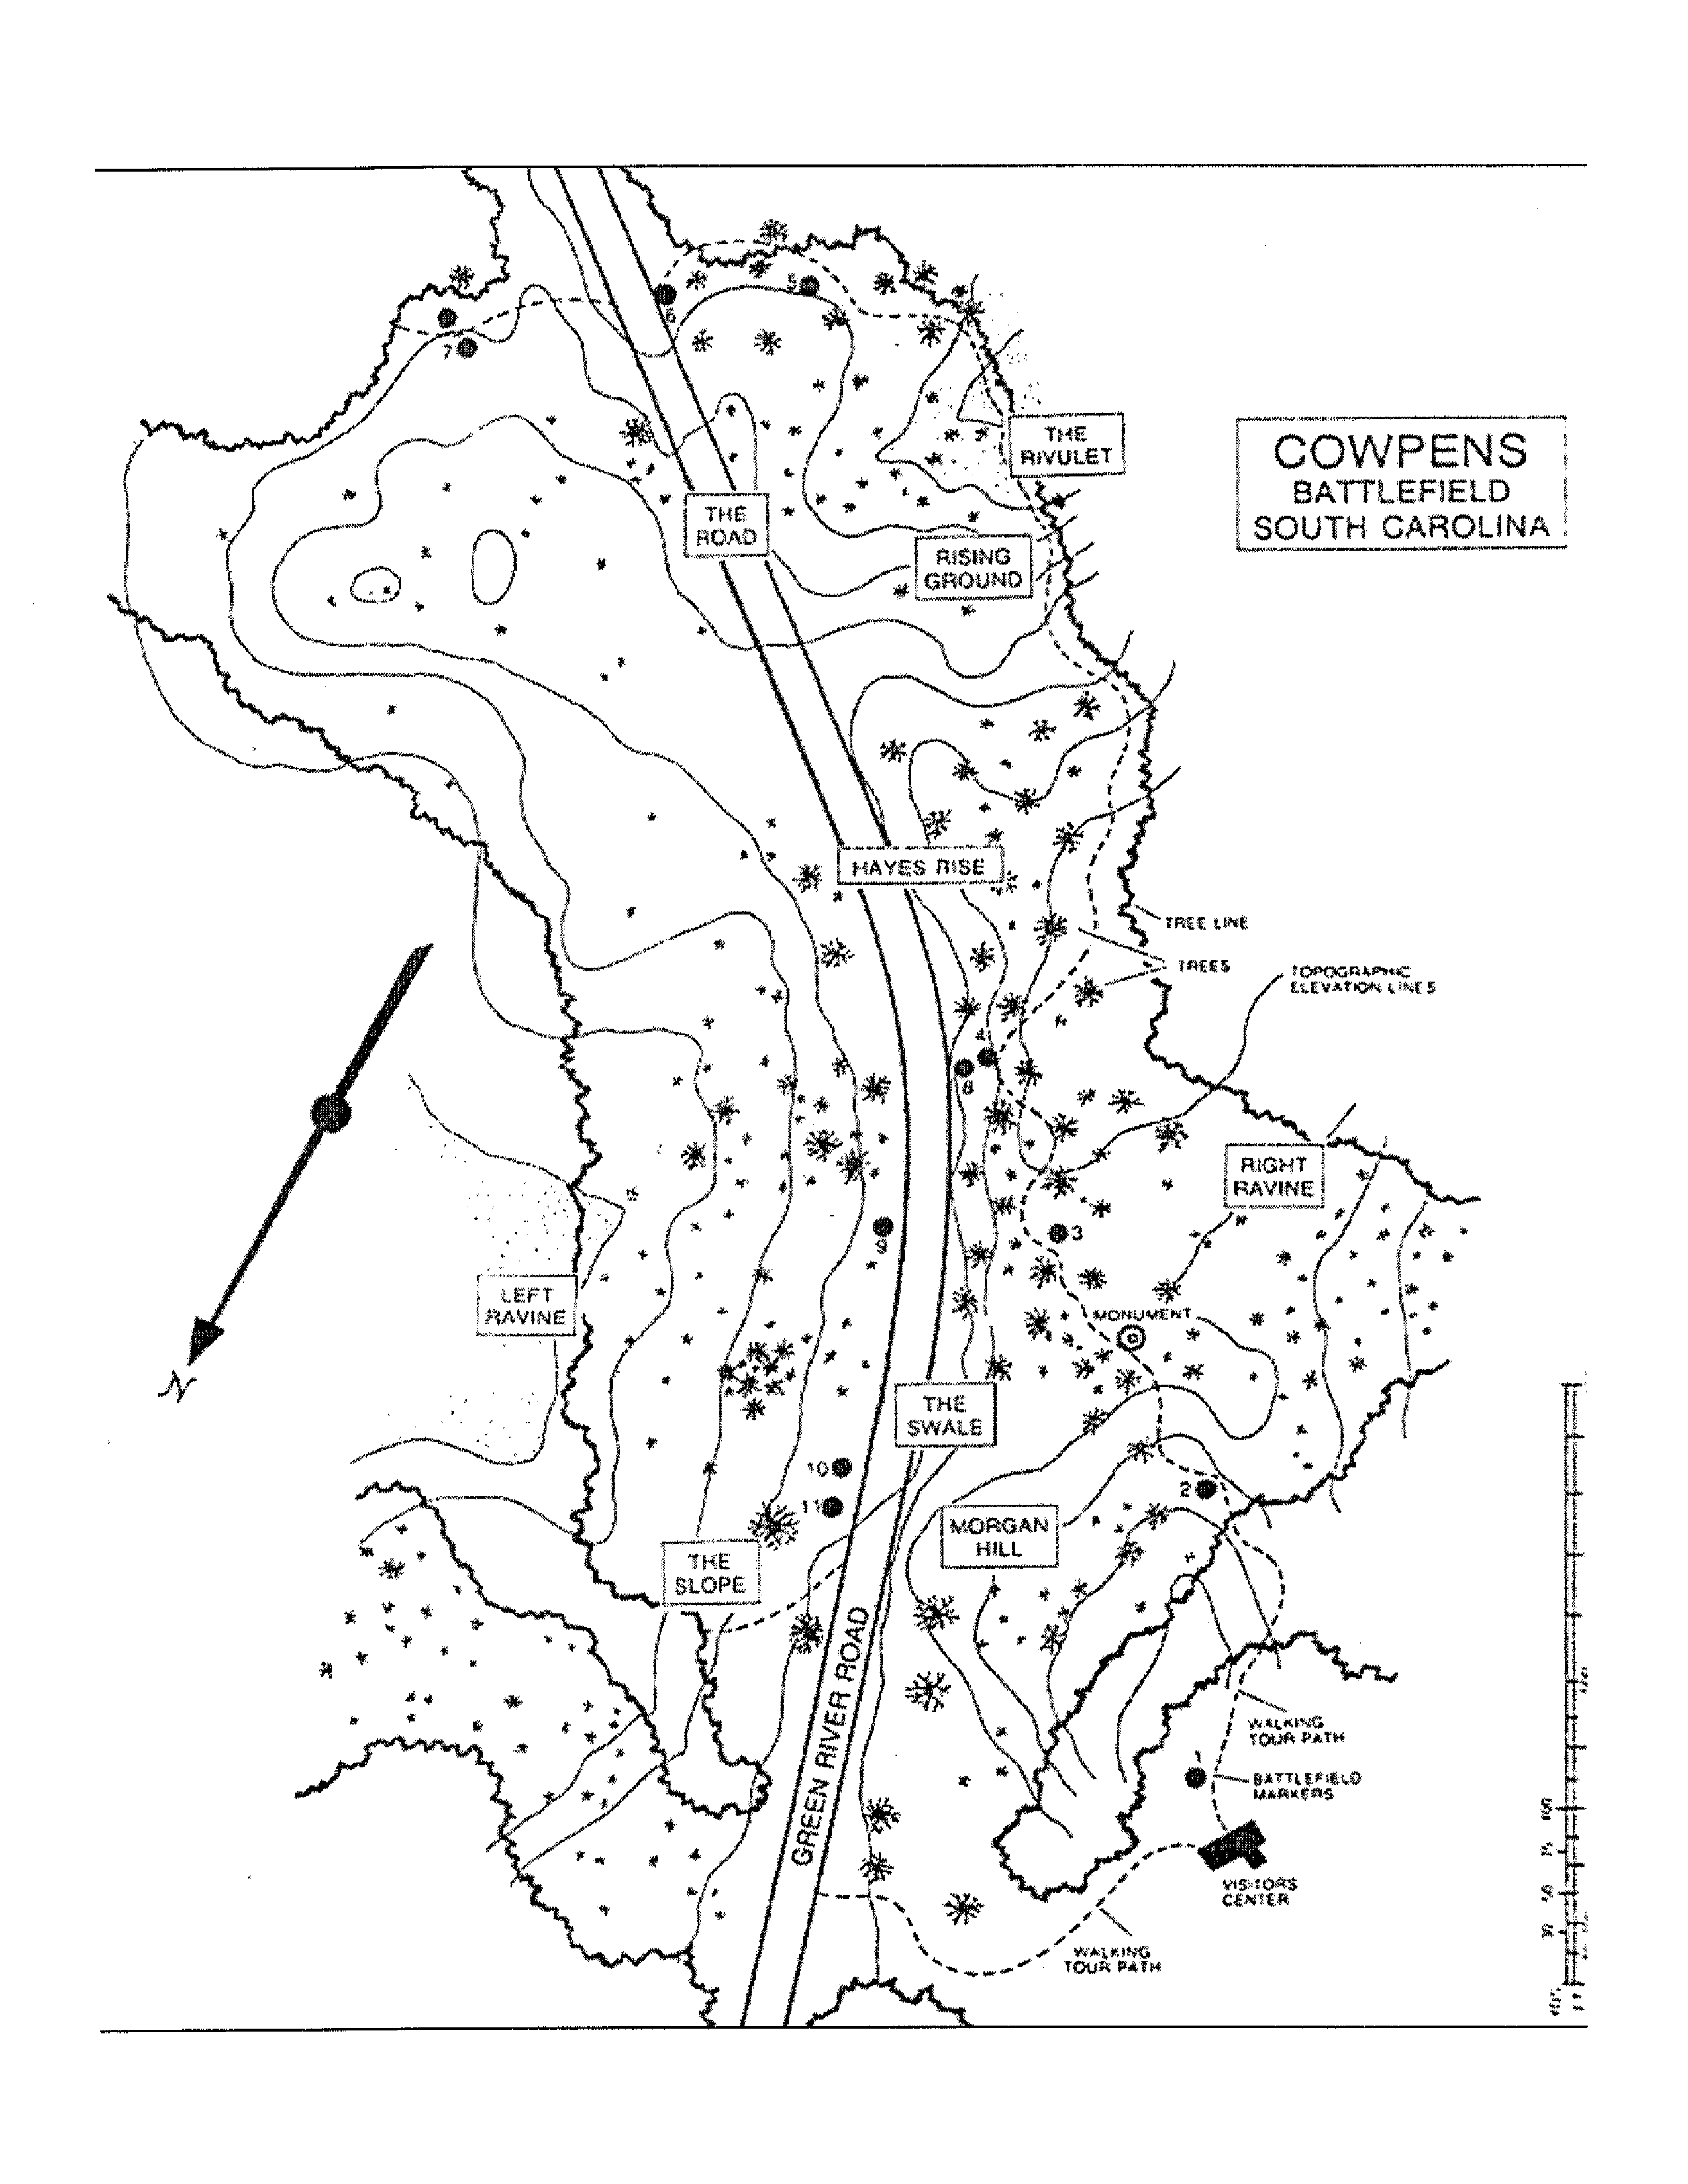 COWPENS
BATTLEFIELD
SOUTH CAROLINA
5
6
7
THE
RIVULET
THE
ROAD
RISING
GROUND
HAYES RISE
TREE LINE
TREES
TOPOGRAPHIC
ELEVATION LINES
4
8
RIGHT
RAVINE
3
9
LEFT
RAVINE
MONUMENT
N
THE
SWALE
10
11
2
MORGAN
HILL
THE
SLOPE
GREEN RIVER ROAD
WALKING
TOUR PATH
BATTLEFIELD
MARKERS
VISITORS
CENTER
WALKING
TOUR PATH